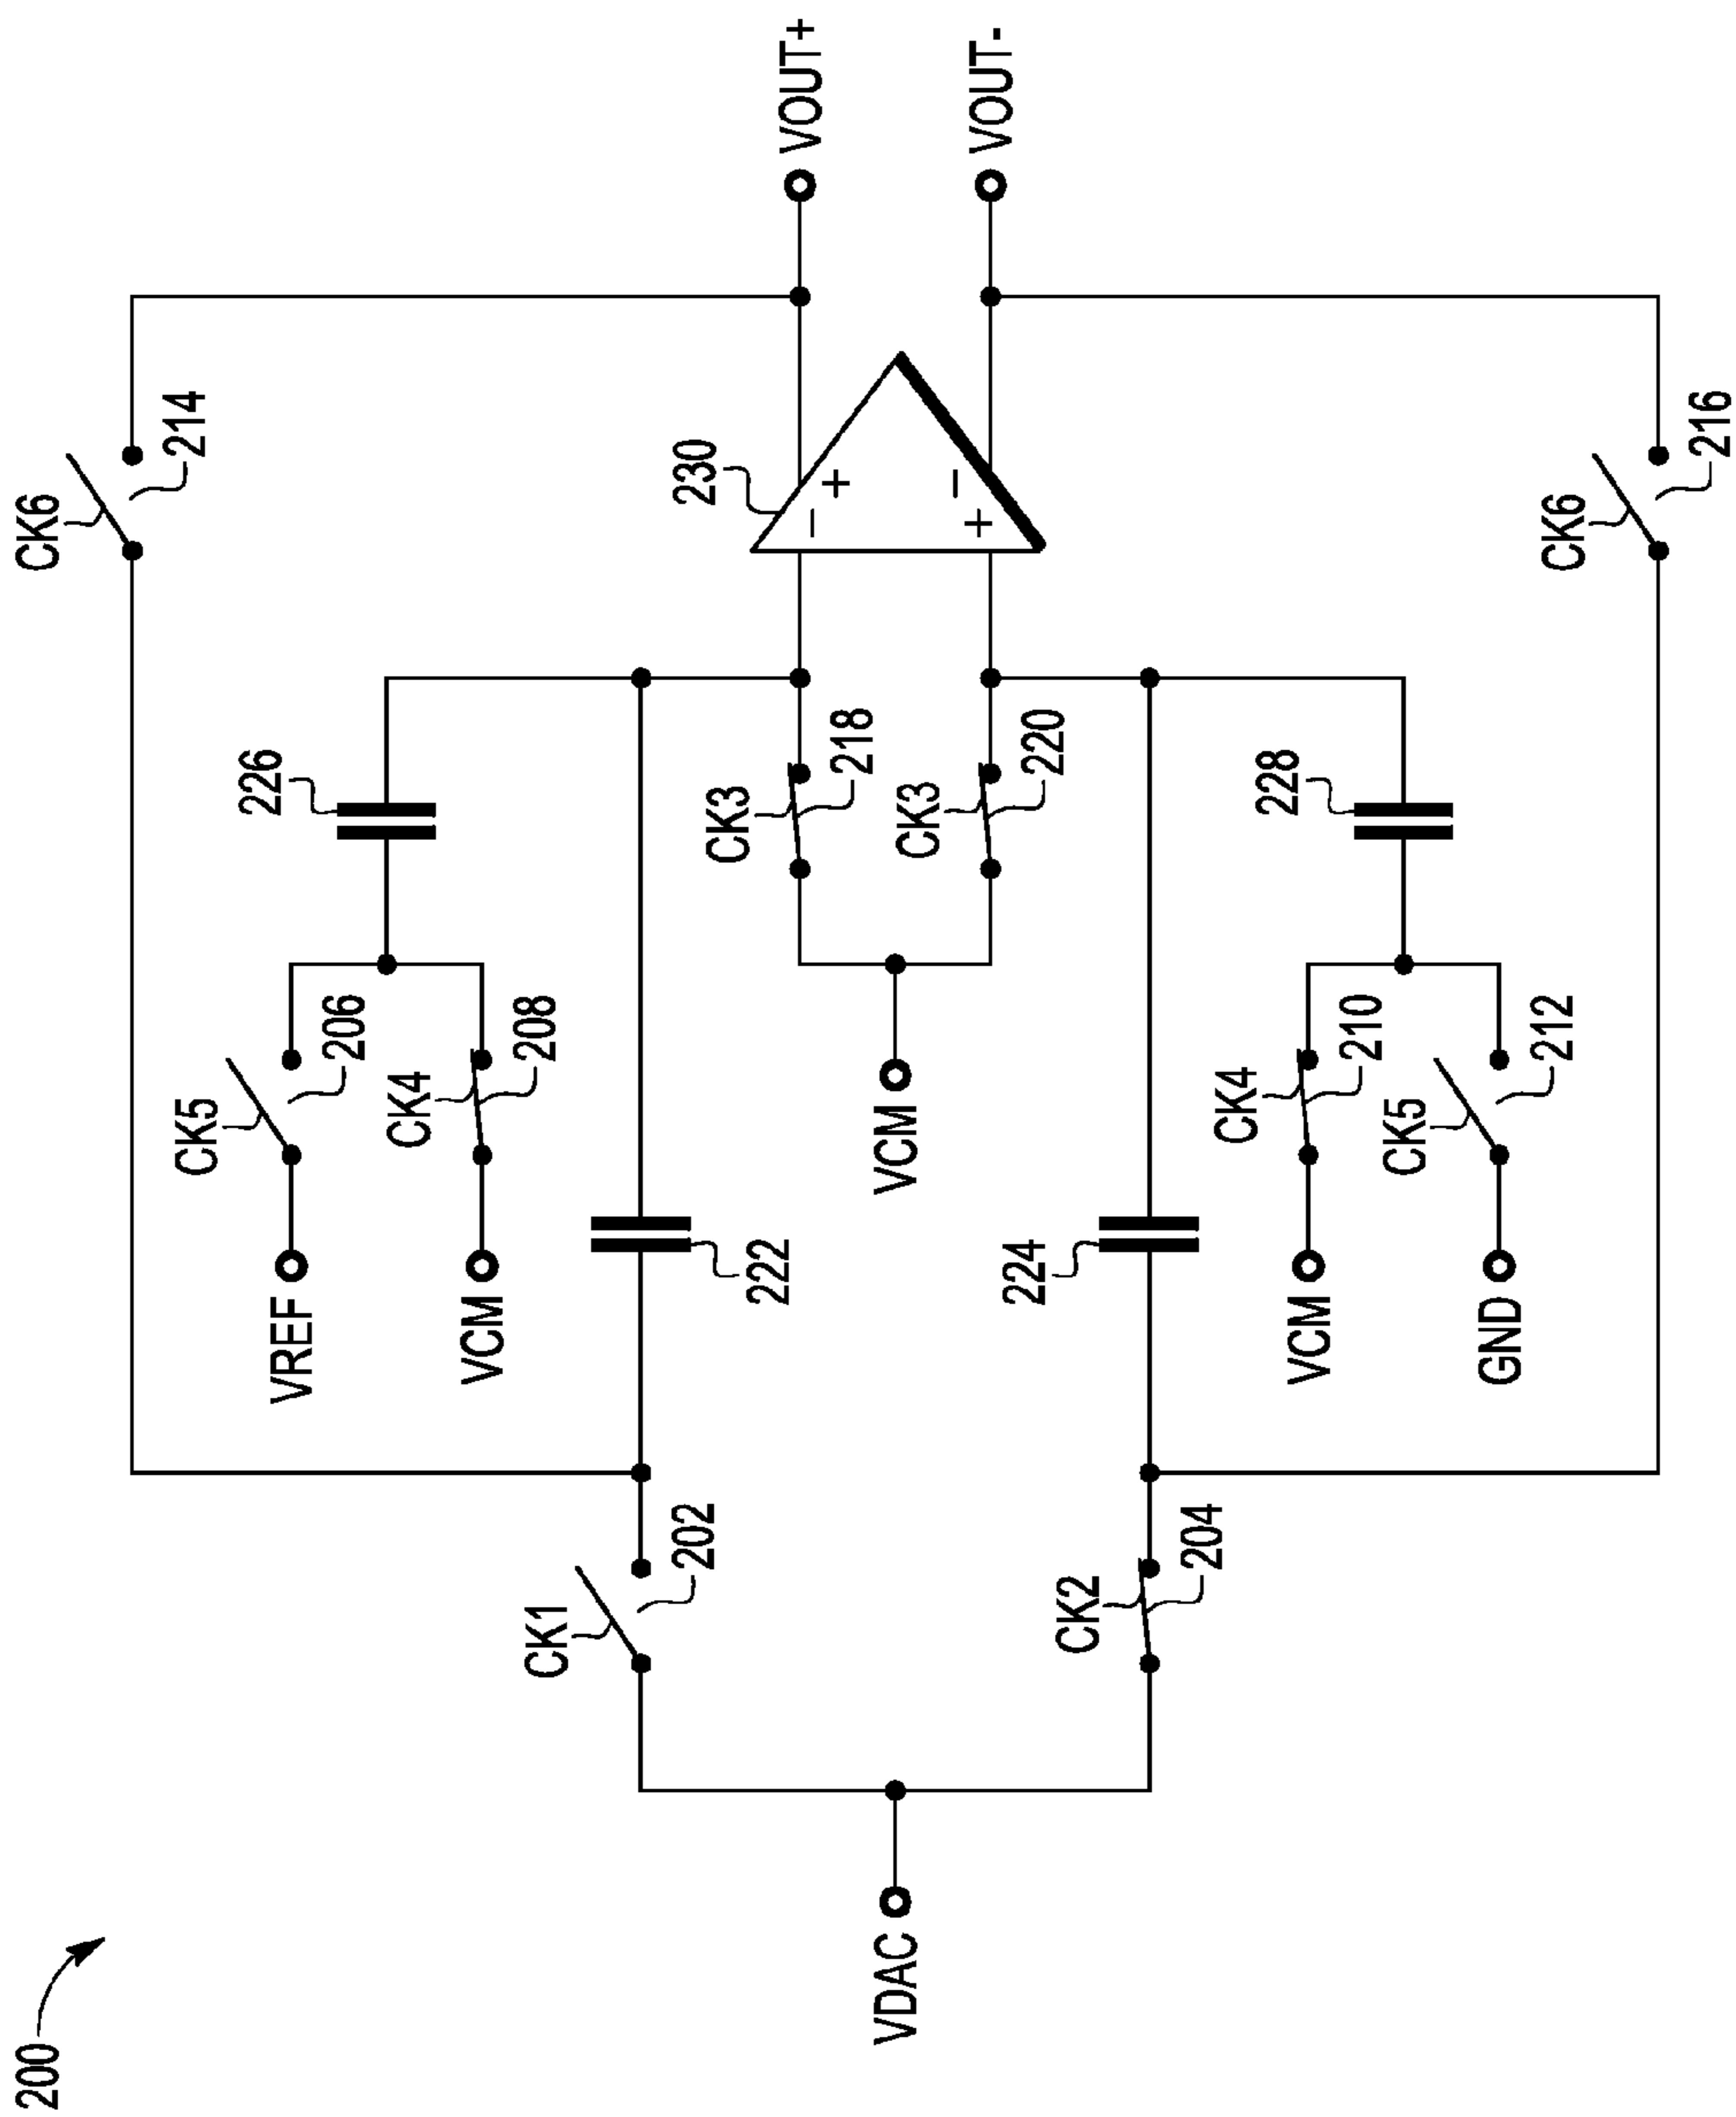 200
CK6
214
CK5
206
VREF
226
CK4
208
VCM
CK1
202
222
230
-
+
VOUT+
CK3
218
VDAC
VCM
CK3
220
+
-
VOUT-
CK2
204
224
CK4
210
VCM
228
CK5
212
GND
CK6
216